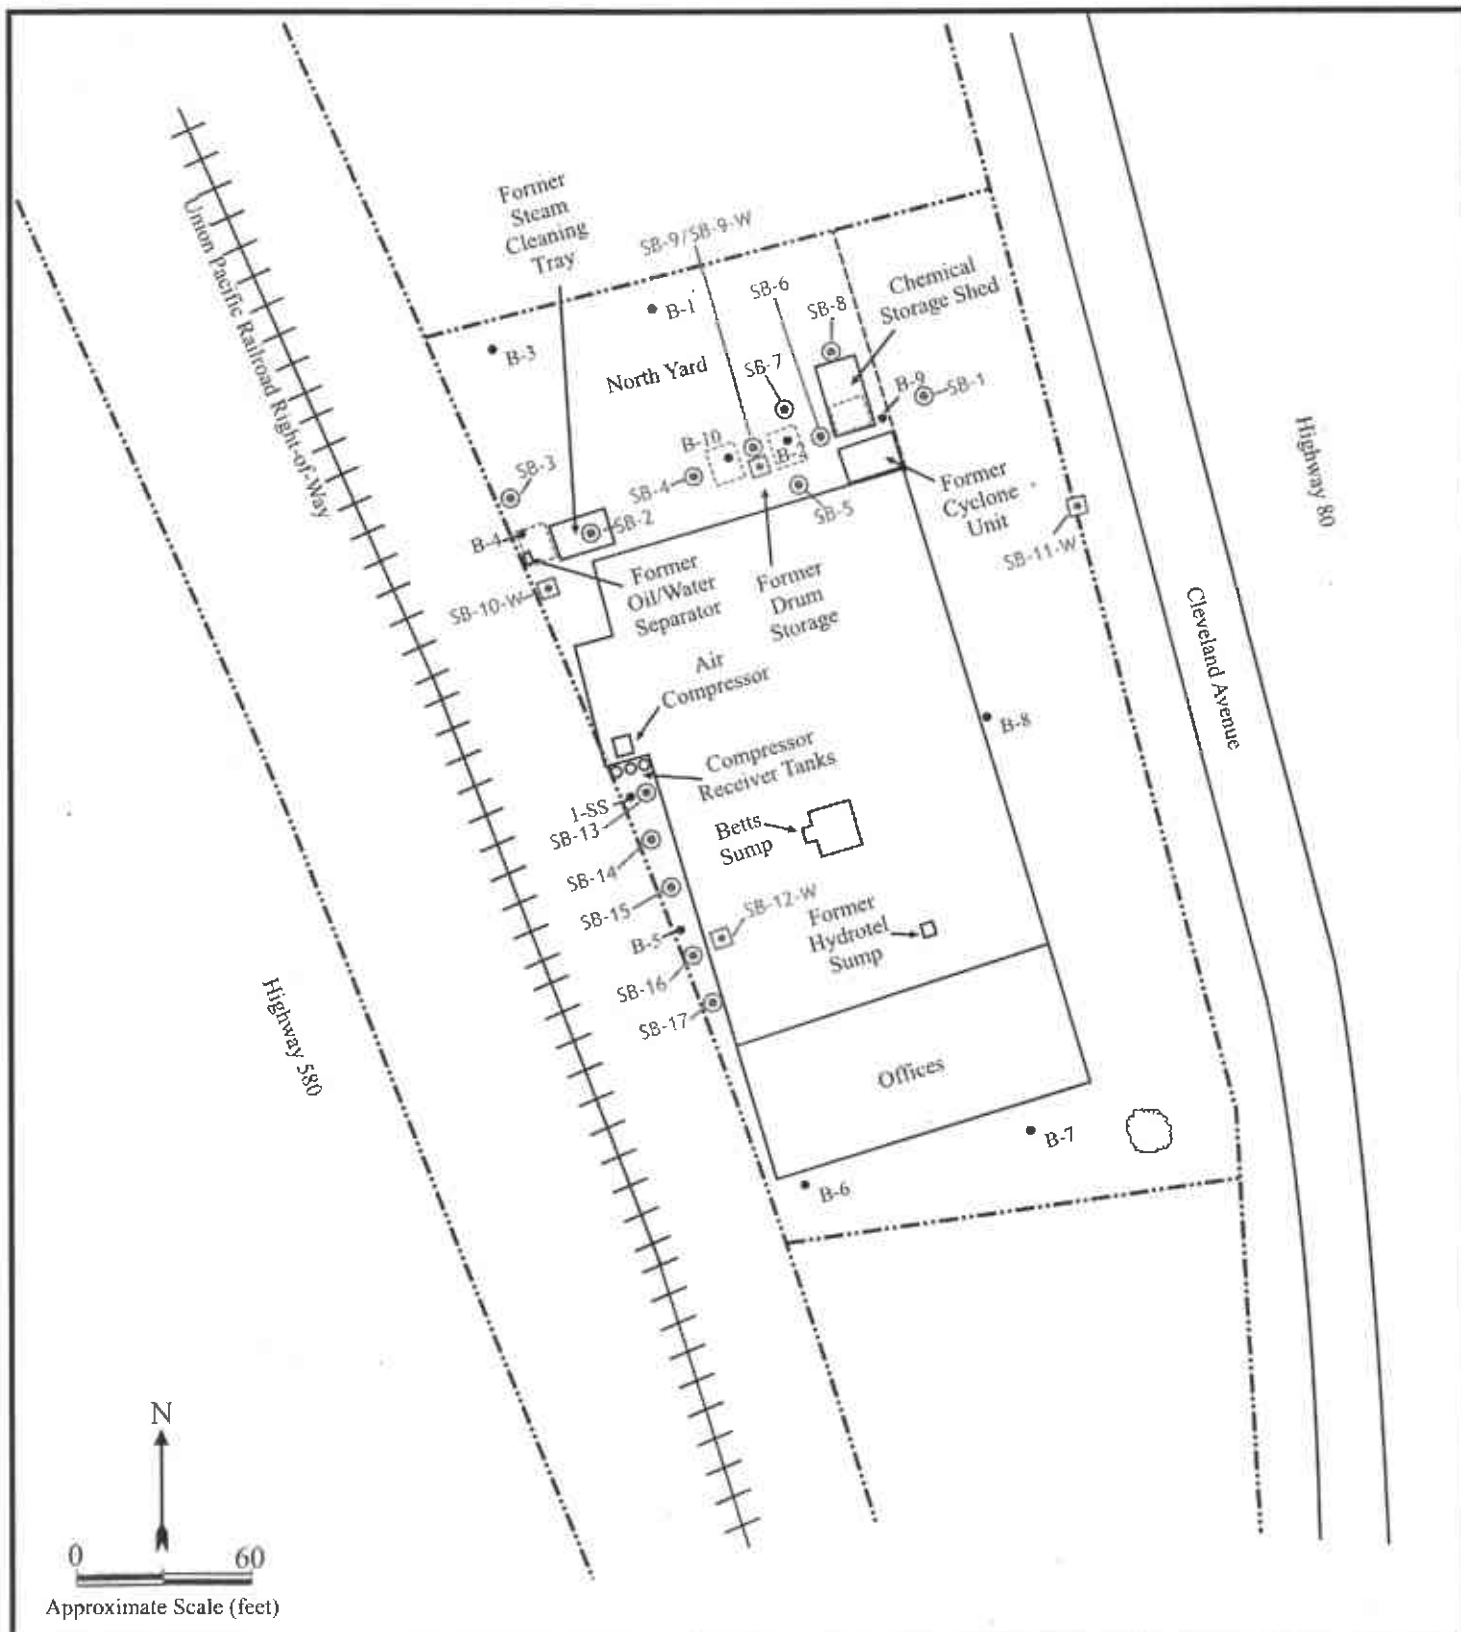 Former
Steam
Cleaning
Tray
SB-9/SB-9-W
SB-6
Chemical
Storage Shed
SB-8
B-1
B-3
North Yard
SB-7
B-9
SB-1
Union Pacific Railroad Right-of-Way
Highway 80
B-10
SB-3
SB-4
SB-5
Former
Cyclone
Unit
SB-2
B-4
SB-11-W
Former
Oil/Water
Separator
Former
Drum
Storage
SB-10-W
Cleveland Avenue
Air
Compressor
B-8
Compressor
Receiver Tanks
1-SS
SB-13
Betts
Sump
SB-14
SB-15
SB-12-W
Former
Hydrotel
Sump
B-5
SB-16
SB-17
Highway 580
Offices
B-7
B-6
N
0 60
Approximate Scale (feet)